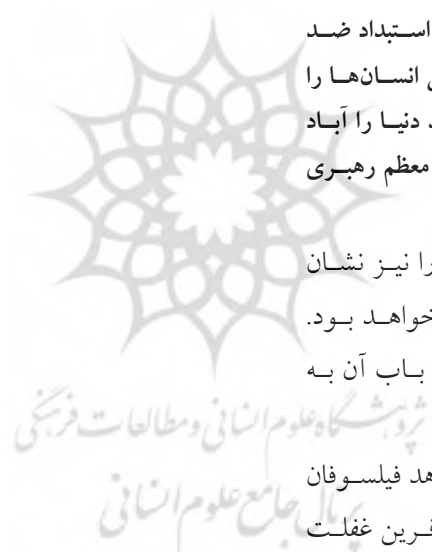 استبداد ضد
انسان‌ها را
دنیا را آباد
معظم رهبری
را نیز نشان
خواهد بود.
باب آن به
پژوهشگاه علوم انسانی و مطالعات فرهنگی
فیلسوفان
پرتال جامع علوم انسانی
غفلت